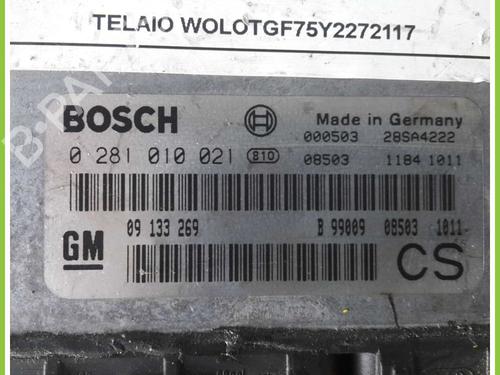 TELAIO WOLOTGF75Y2272117
BOSCH Made in Germany
000503 28SA4222
0 281 010 021 810 08503 1184 1011
09 133 269 B 99009 08503 1011-
GM CS
B-PAR